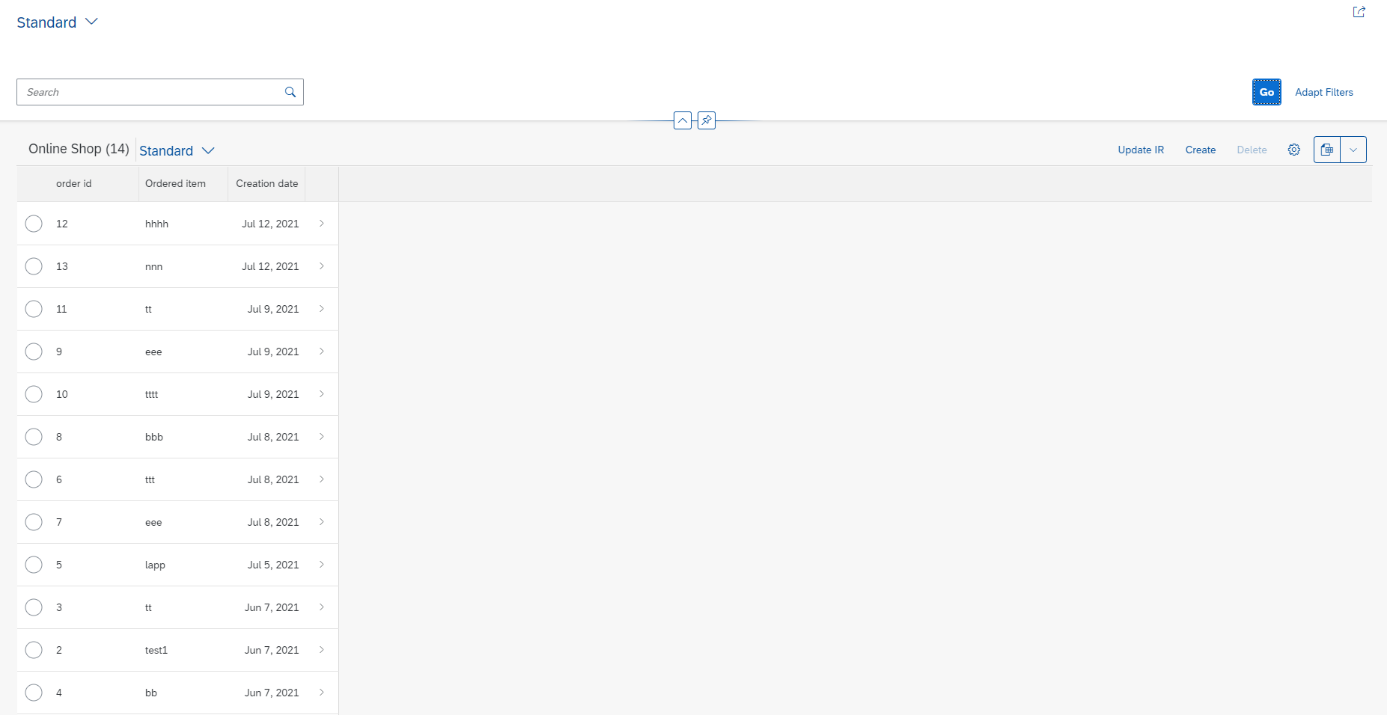 Standard
Search
Go Adapt Filters
Online Shop (14) Standard Update IR Create Delete
order id Ordered item Creation date
12 hhhh Jul 12, 2021
13 nnn Jul 12, 2021
11 tt Jul 9, 2021
9 eee Jul 9, 2021
10 tttt Jul 9, 2021
8 bbb Jul 8, 2021
6 ttt Jul 8, 2021
7 eee Jul 8, 2021
5 lapp Jul 5, 2021
3 tt Jun 7, 2021
2 test1 Jun 7, 2021
4 bb Jun 7, 2021